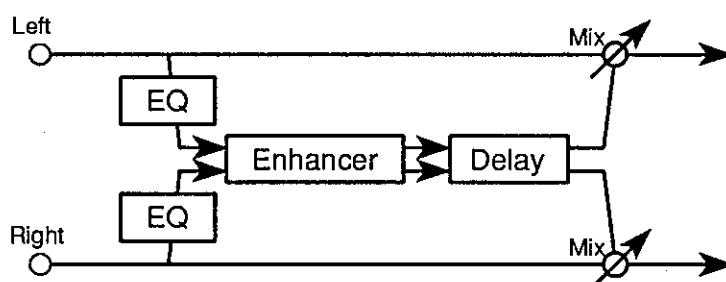 Left
Mix
EQ
Enhancer
Delay
EQ
Right
Mix